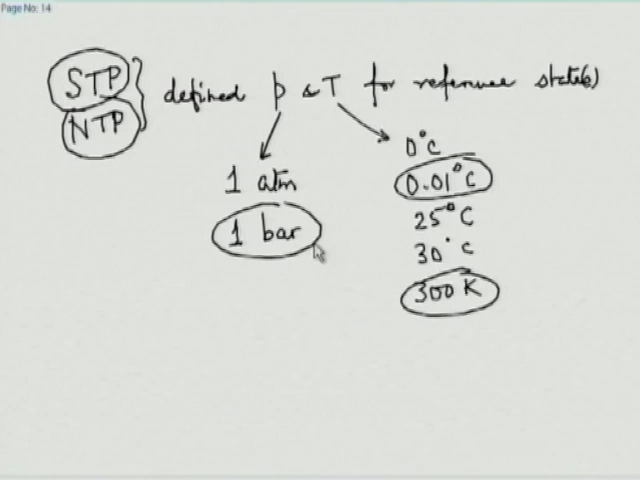 Page No: 14
STP
NTP
defined p & T for reference state(s)
1 atm
1 bar
0°C
0.01°C
25°C
30°C
300 K